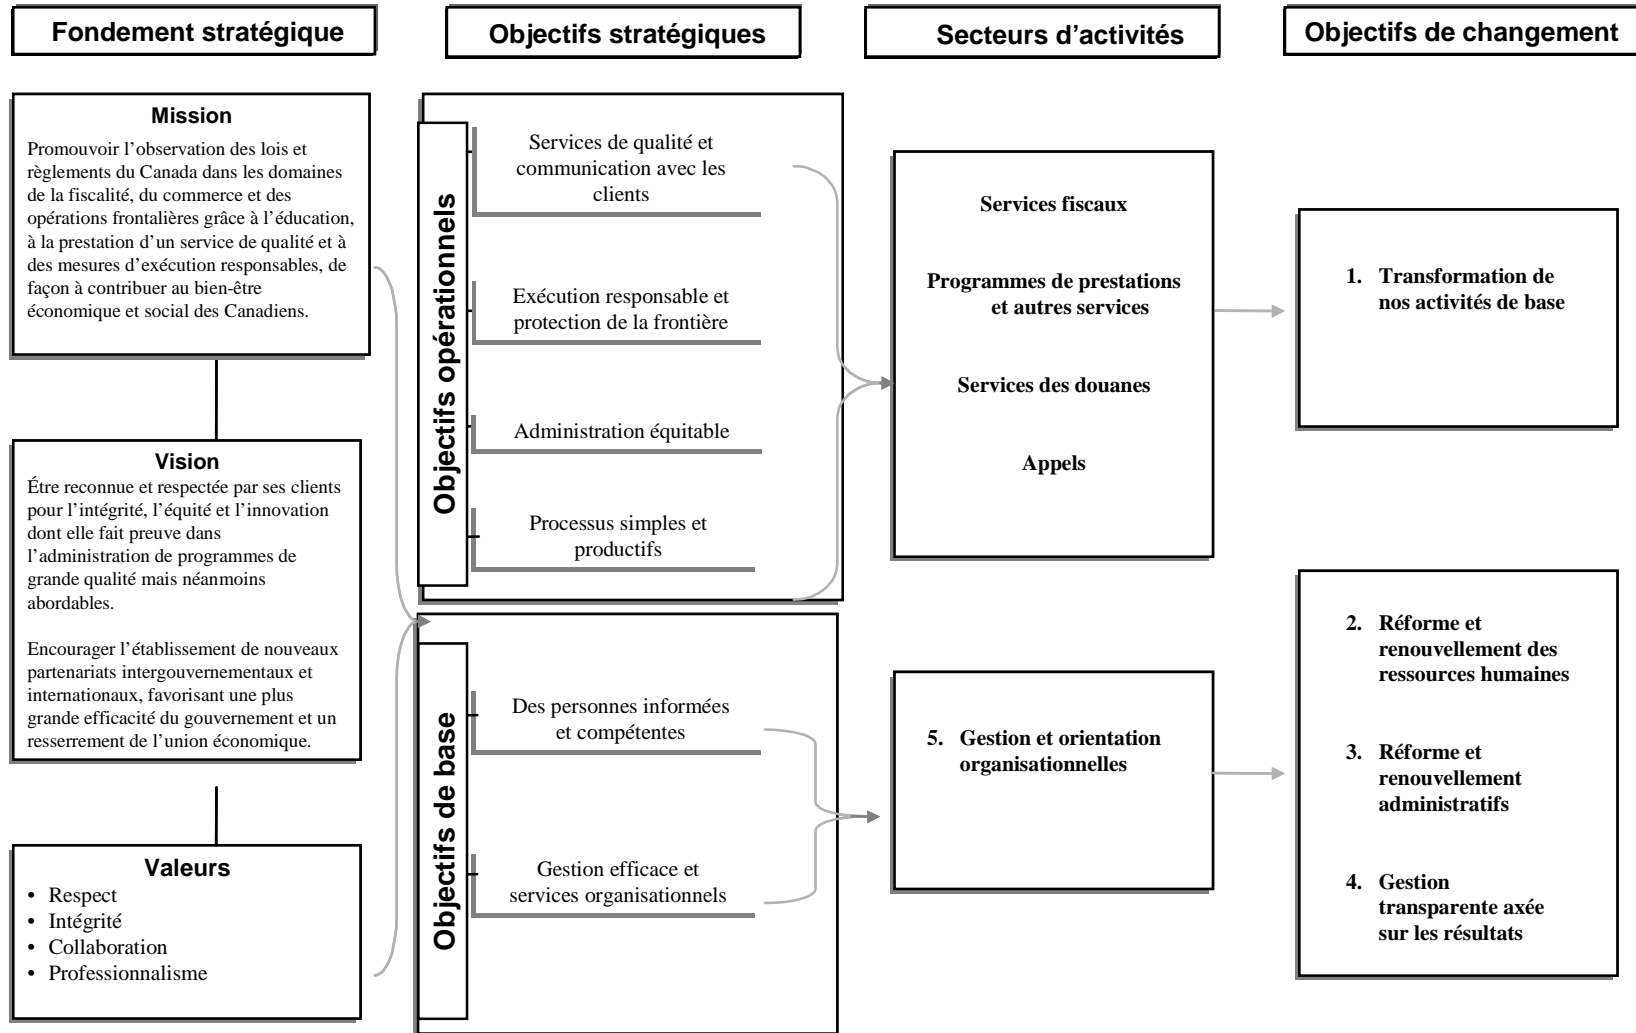 Fondement stratégique
Objectifs stratégiques
Secteurs d’activités
Objectifs de changement
Mission
Promouvoir l’observation des lois et
règlements du Canada dans les domaines
de la fiscalité, du commerce et des
opérations frontalières grâce à l’éducation,
à la prestation d’un service de qualité et à
des mesures d’exécution responsables, de
façon à contribuer au bien-être
économique et social des Canadiens.
Vision
Étre reconnue et respectée par ses clients
pour l’intégrité, l’équité et l’innovation
dont elle fait preuve dans
l’administration de programmes de
grande qualité mais néanmoins
abordables.
Encourager l’établissement de nouveaux
partenariats intergouvernementaux et
internationaux, favorisant une plus
grande efficacité du gouvernement et un
resserrement de l’union économique.
Valeurs
• Respect
• Intégrité
• Collaboration
• Professionnalisme
Objectifs opérationnels
Services de qualité et
communication avec les
clients
Exécution responsable et
protection de la frontière
Administration équitable
Processus simples et
productifs
Objectifs de base
Des personnes informées
et compétentes
Gestion efficace et
services organisationnels
Services fiscaux
Programmes de prestations
et autres services
Services des douanes
Appels
5. Gestion et orientation
organisationnelles
1. Transformation de
nos activités de base
2. Réforme et
renouvellement des
ressources humaines
3. Réforme et
renouvellement
administratifs
4. Gestion
transparente axée
sur les résultats